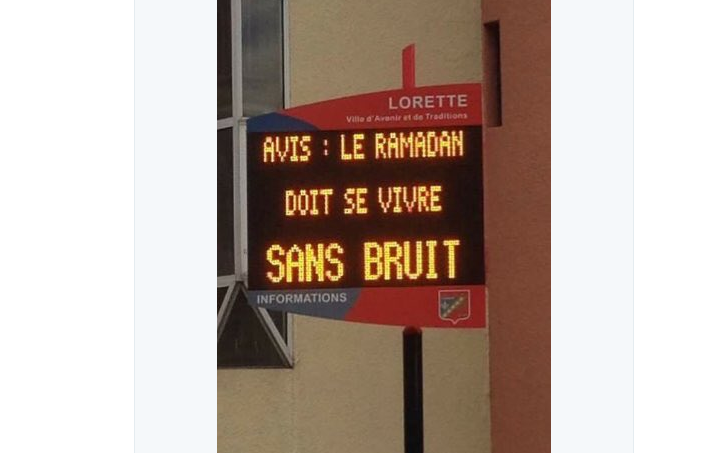 LORETTE
Ville d'Avenir et de Traditions
AVIS : LE RAMADAN
DOIT SE VIVRE
SANS BRUIT
INFORMATIONS